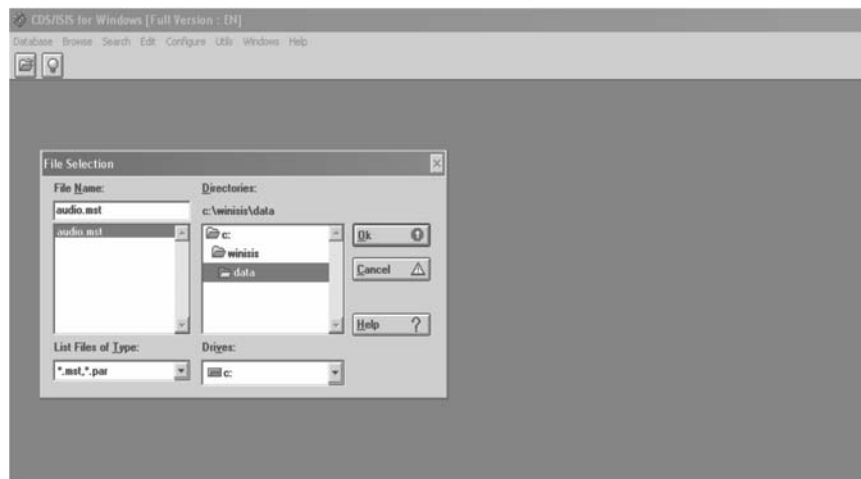 CDS/ISIS for Windows [Full Version : EN]
Database Browse Search Edit Configure Utils Windows Help
File Selection
File Name:
audio.mst
audio.mst
List Files of Type:
*.mst,*.par
Directories:
c:\winisis\data
c:
winisis
data
Drives:
c:
Ok
Cancel
Help ?